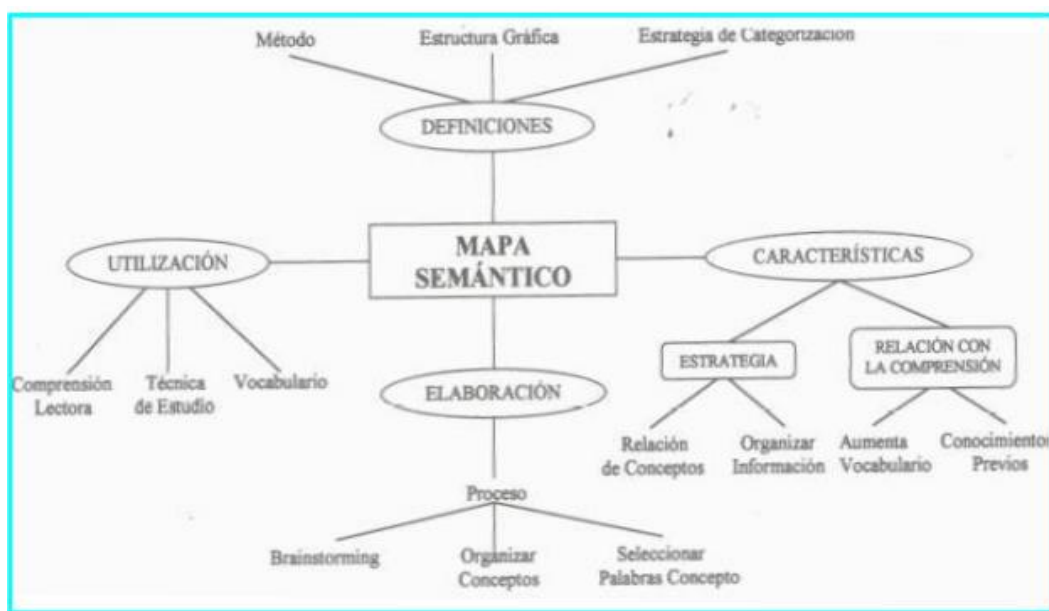 Método
Estructura Gráfica
Estrategia de Categorización
DEFINICIONES
MAPA
SEMÁNTICO
UTILIZACIÓN
CARACTERÍSTICAS
Comprensión
Lectora
Técnica
de Estudio
Vocabulario
ELABORACIÓN
ESTRATEGIA
RELACIÓN CON
LA COMPRENSIÓN
Relación
de Conceptos
Organizar
Información
Aumenta
Vocabulario
Conocimientos
Previos
Proceso
Brainstorming
Organizar
Conceptos
Seleccionar
Palabras Concepto